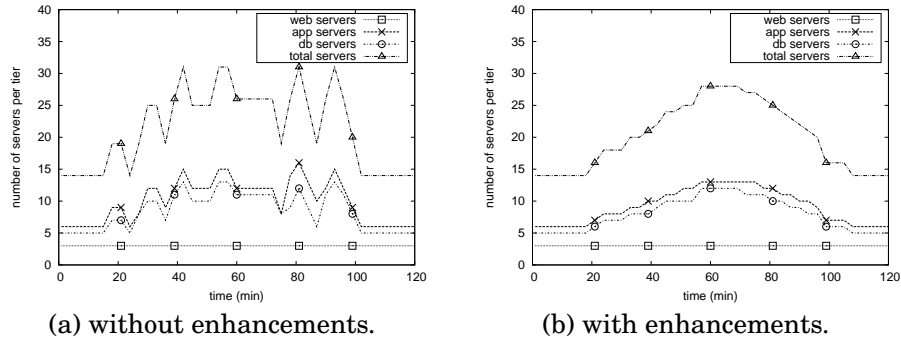 40
35
30
25
20
15
10
5
0
number of servers per tier
web servers
app servers
db servers
total servers
0 20 40 60 80 100 120
time (min)
(a) without enhancements.
40
35
30
25
20
15
10
5
0
number of servers per tier
web servers
app servers
db servers
total servers
0 20 40 60 80 100 120
time (min)
(b) with enhancements.